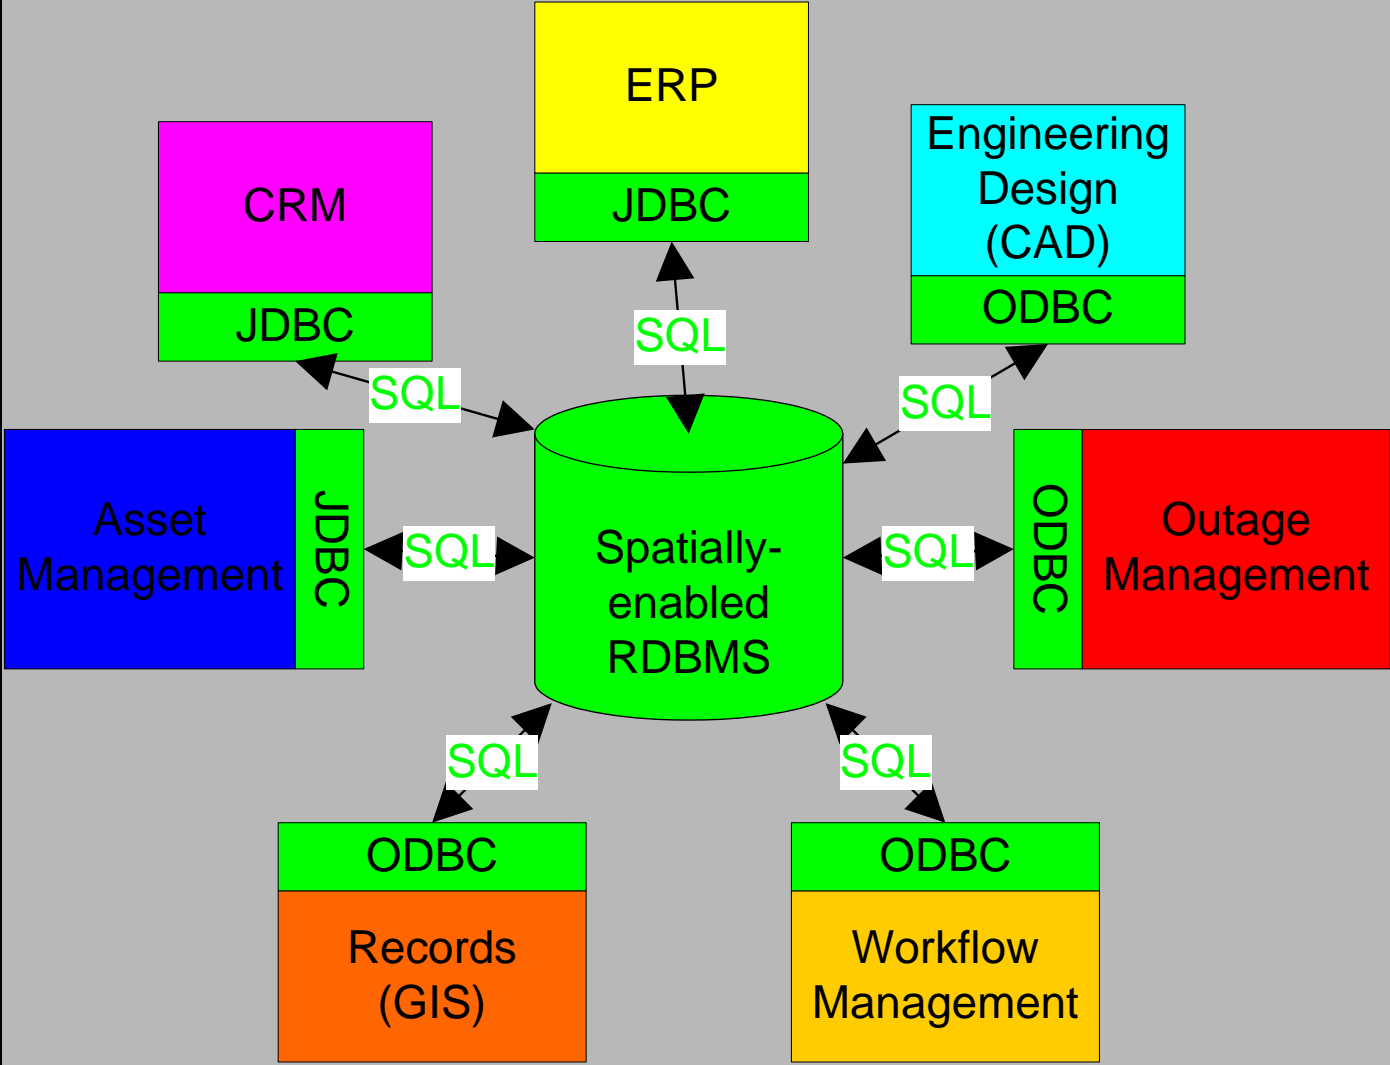 ERP
JDBC
CRM
JDBC
Engineering
Design
(CAD)
ODBC
SQL
SQL
SQL
Asset
Management
JDBC
SQL
Spatially-
enabled
RDBMS
SQL
ODBC
Outage
Management
SQL
SQL
ODBC
Records
(GIS)
ODBC
Workflow
Management